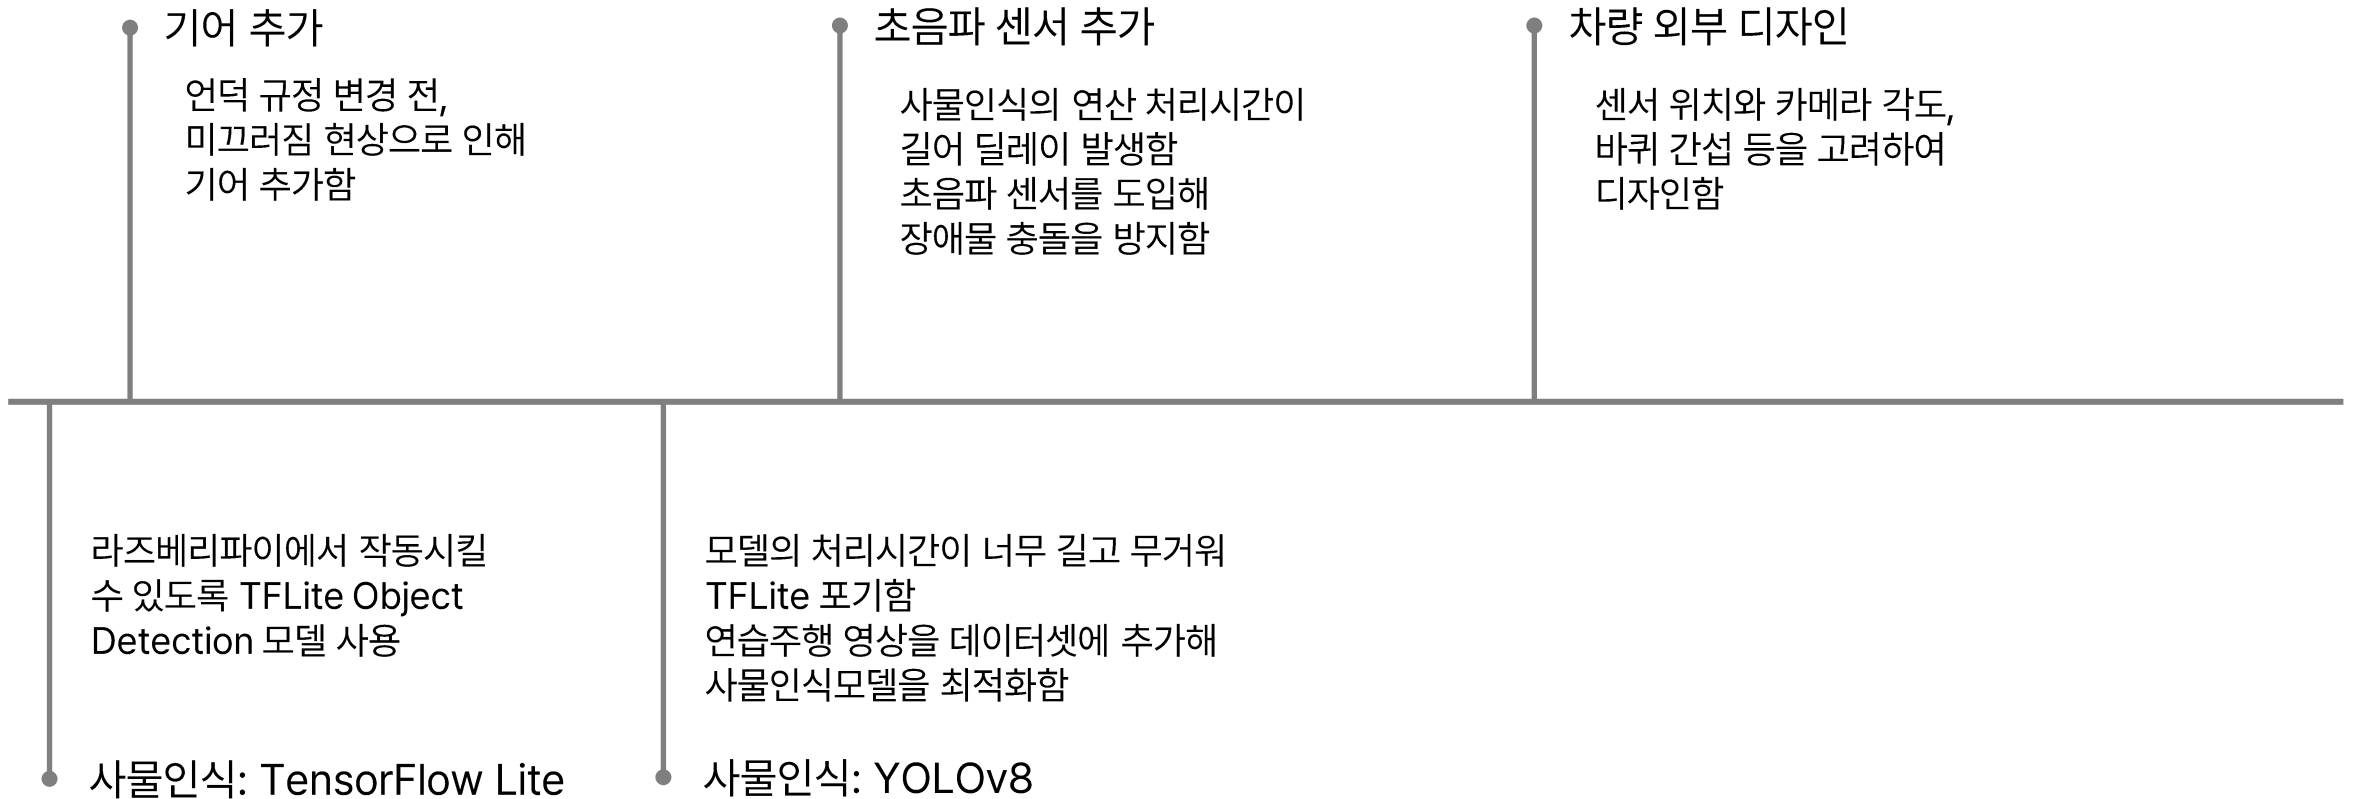 기어 추가
언덕 규정 변경 전,
미끄러짐 현상으로 인해
기어 추가함
초음파 센서 추가
사물인식의 연산 처리시간이
길어 딜레이 발생함
초음파 센서를 도입해
장애물 충돌을 방지함
차량 외부 디자인
센서 위치와 카메라 각도,
바퀴 간섭 등을 고려하여
디자인함
라즈베리파이에서 작동시킬
수 있도록 TFLite Object
Detection 모델 사용
사물인식: TensorFlow Lite
모델의 처리시간이 너무 길고 무거워
TFLite 포기함
연습주행 영상을 데이터셋에 추가해
사물인식모델을 최적화함
사물인식: YOLOv8